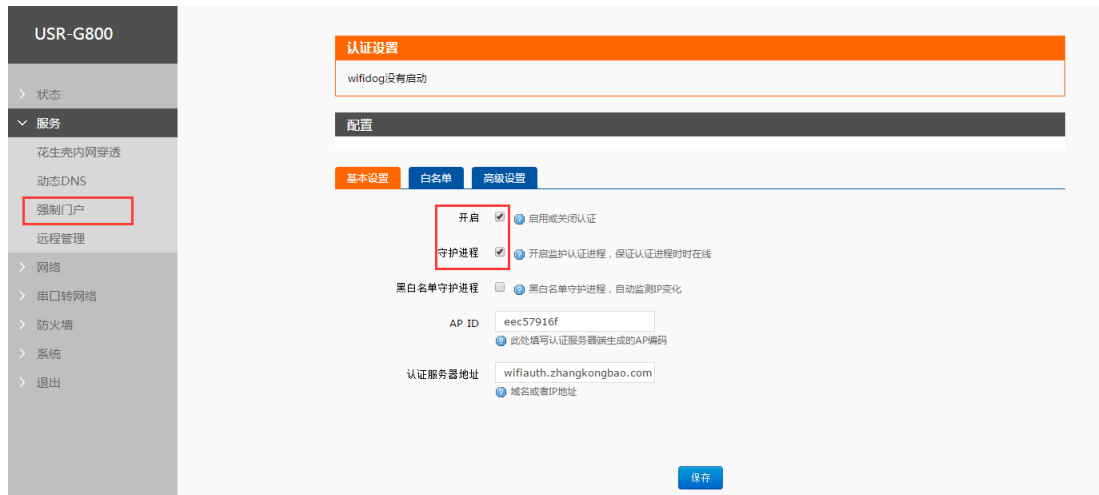 USR-G800
状态
服务
花生壳内网穿透
动态DNS
强制门户
远程管理
网络
串口转网络
防火墙
系统
退出
认证设置
wifidog没有启动
配置
基本设置 白名单 高级设置
开启 启用或关闭认证
守护进程 开启监护认证进程，保证认证进程时时在线
黑白名单守护进程 黑白名单守护进程，自动监测IP变化
AP ID eec57916f
此处填写认证服务器端生成的AP编码
认证服务器地址 wifiauth.zhangkongbao.com
域名或者IP地址
保存